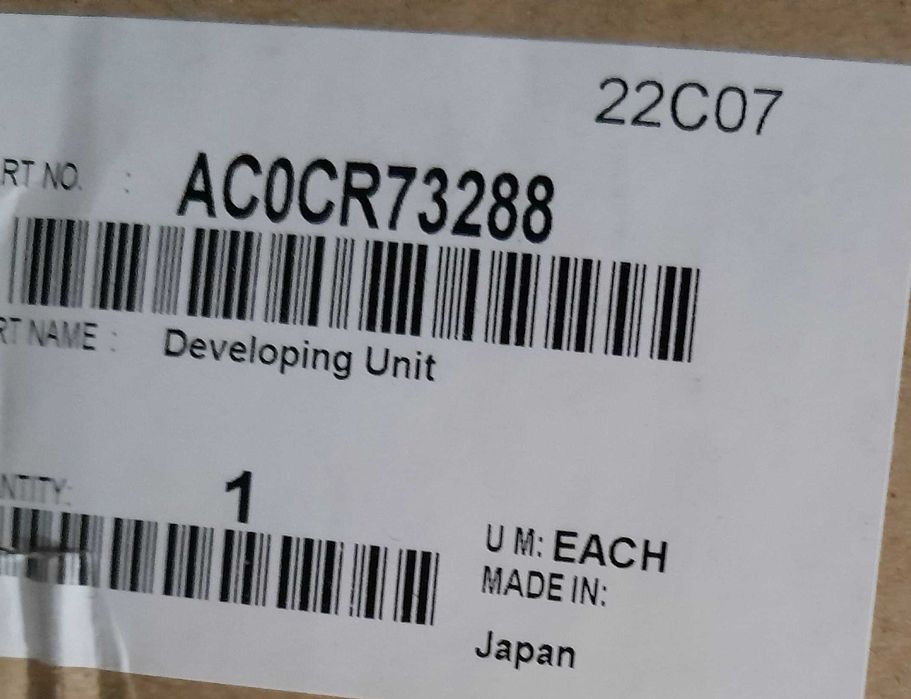 22C07
RT NO. : AC0CR73288
RT NAME : Developing Unit
NTITY: 1
U M: EACH
MADE IN:
Japan